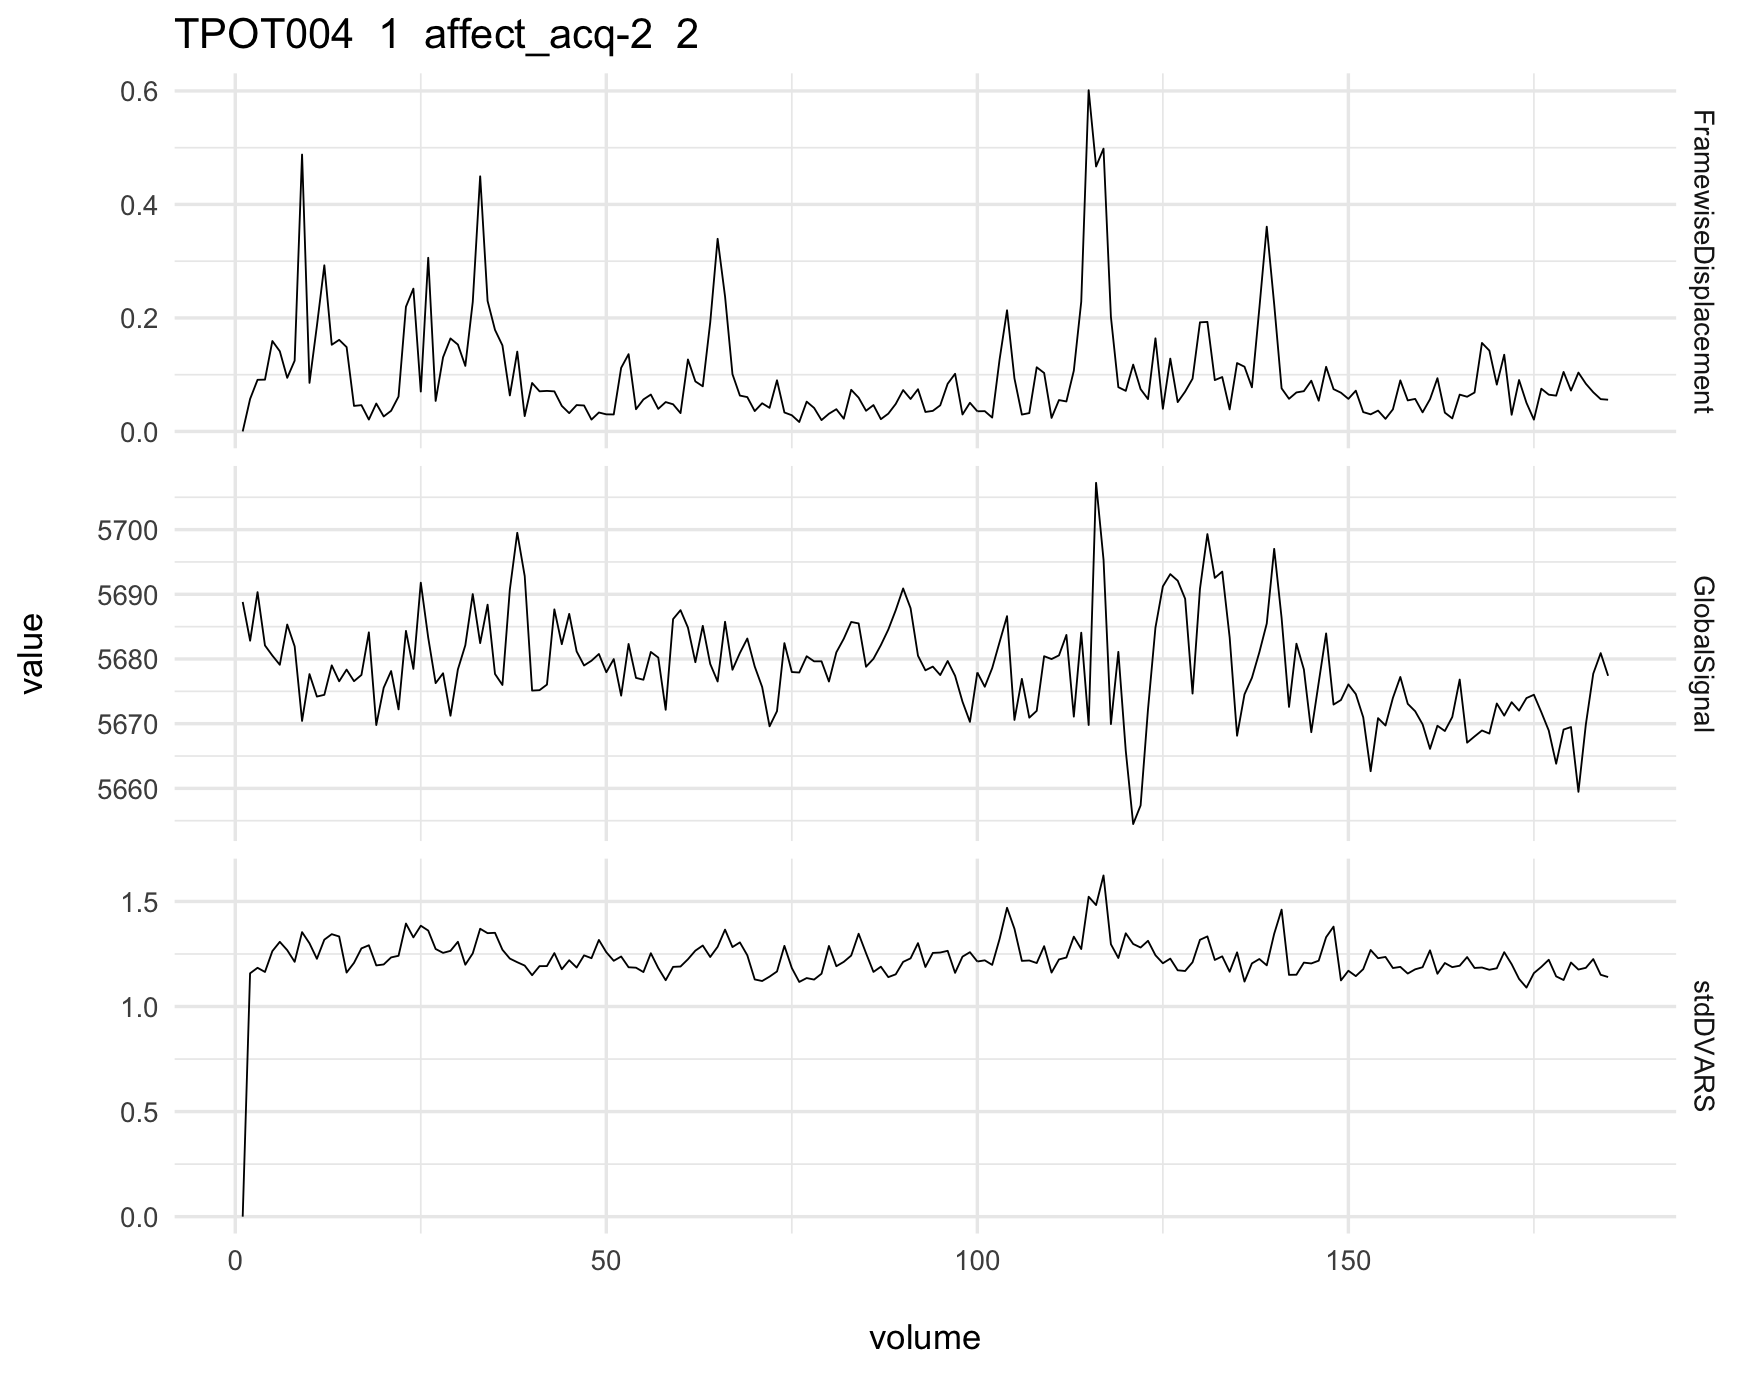 TPOT004 1 affect_acq-2 2
0.6
0.4
0.2
0.0
FramewiseDisplacement
5700
5690
5680
5670
5660
GlobalSignal
1.5
1.0
0.5
0.0
stdDVARS
value
0 50 100 150
volume